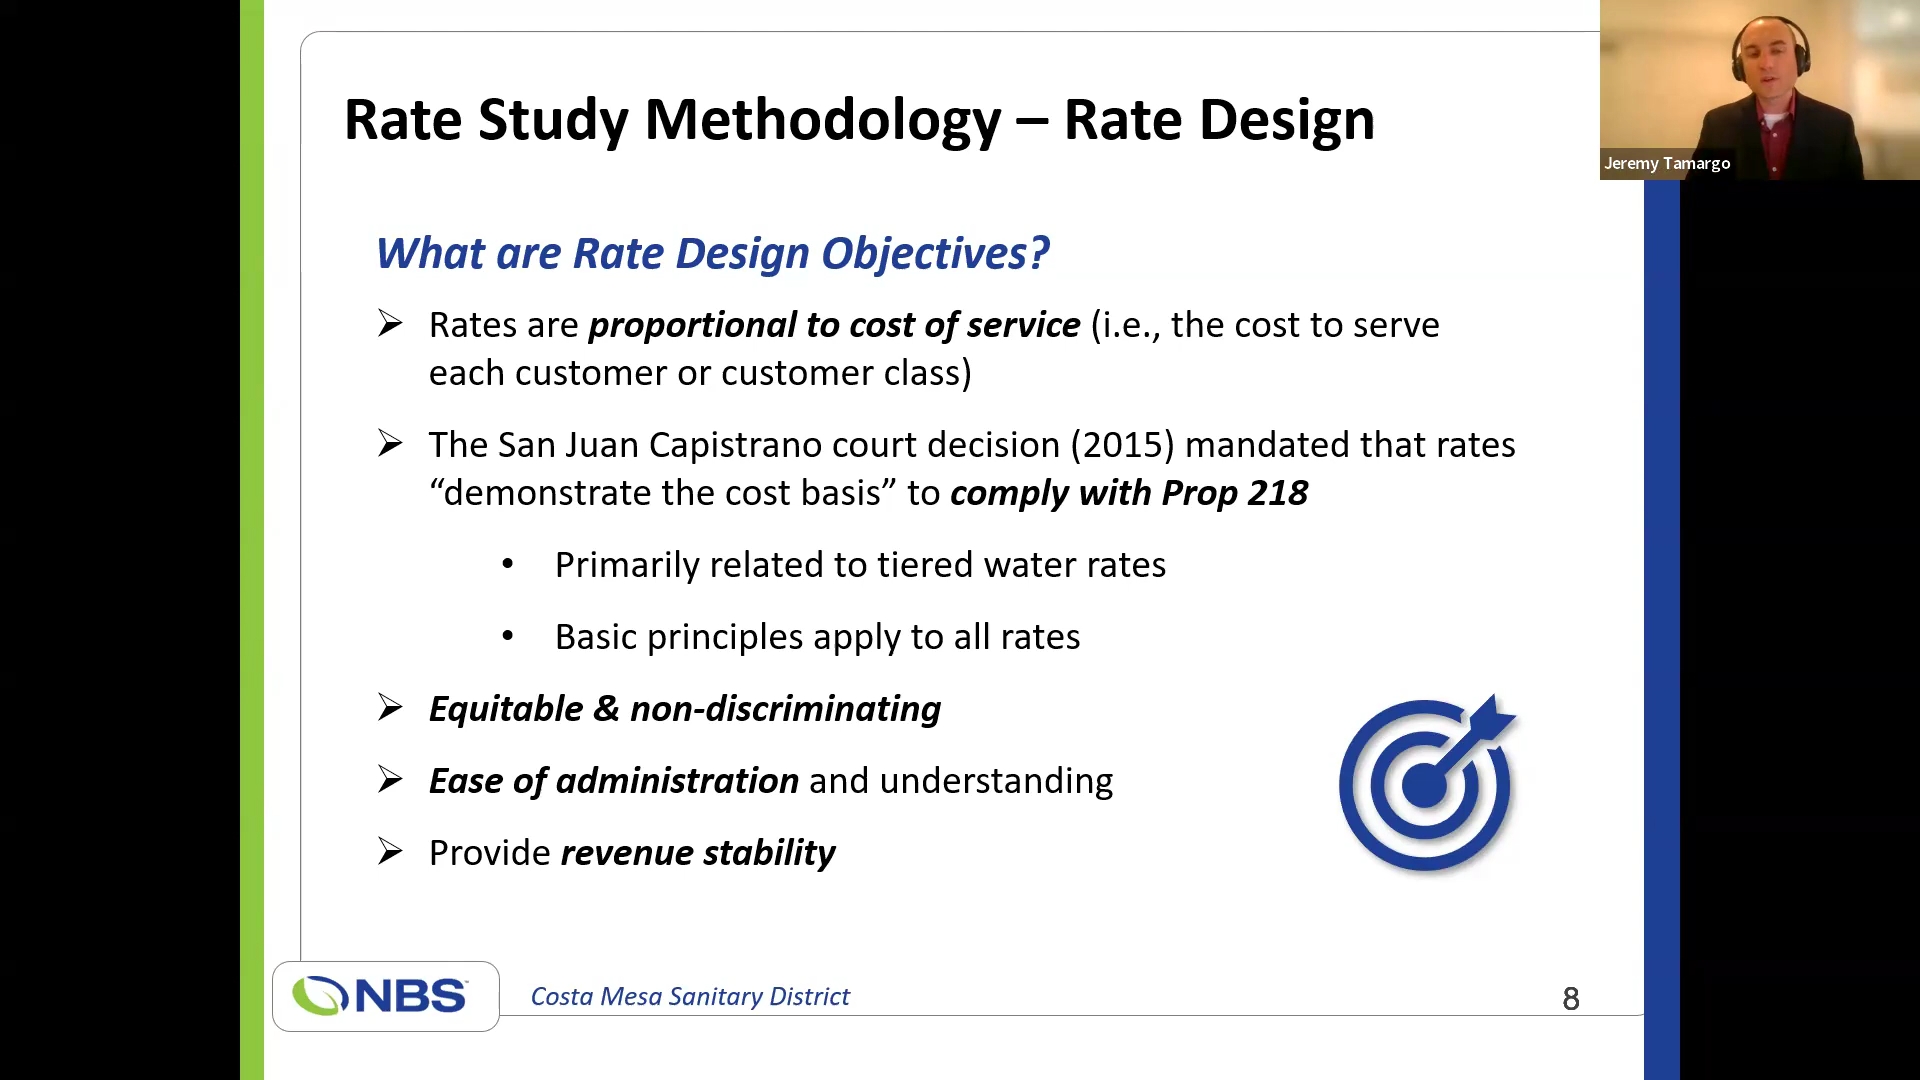 Rate Study Methodology – Rate Design
Jeremy Tamargo
What are Rate Design Objectives?
➢ Rates are proportional to cost of service (i.e., the cost to serve
each customer or customer class)
➢ The San Juan Capistrano court decision (2015) mandated that rates
“demonstrate the cost basis” to comply with Prop 218
• Primarily related to tiered water rates
• Basic principles apply to all rates
➢ Equitable & non-discriminating
➢ Ease of administration and understanding
➢ Provide revenue stability
NBS™
Costa Mesa Sanitary District
8